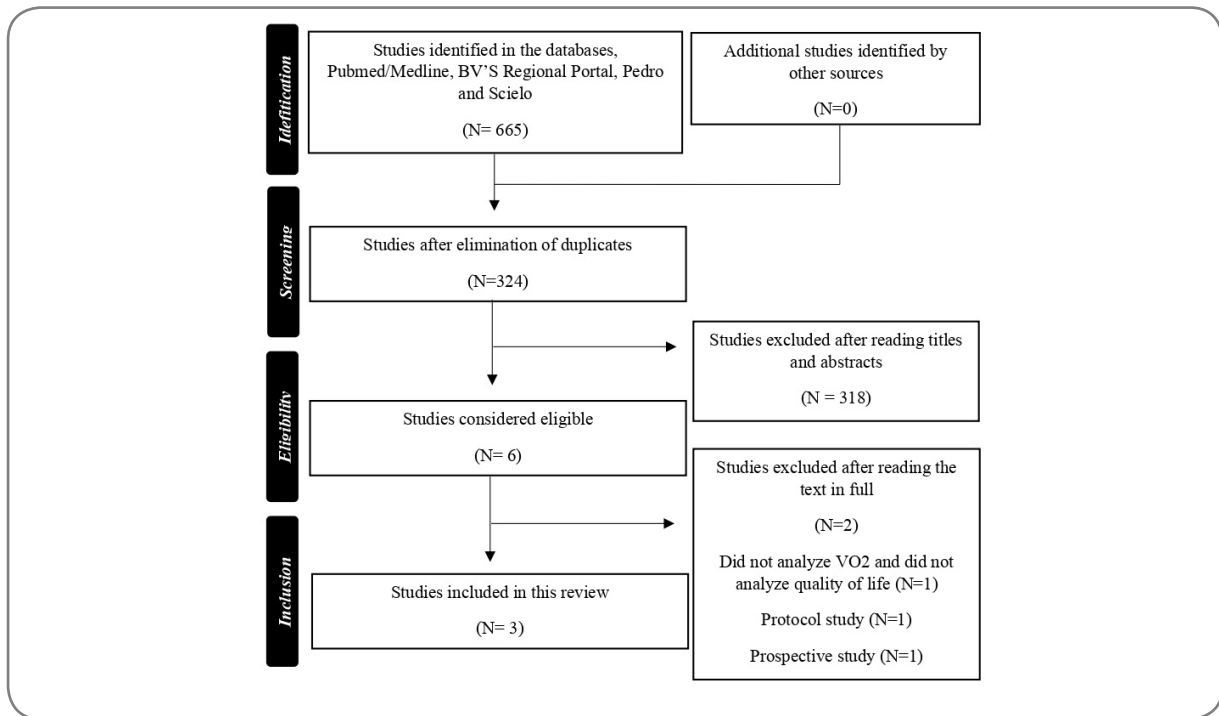 Idefitication
Studies identified in the databases,
Pubmed/Medline, BV'S Regional Portal, Pedro
and Scielo
(N= 665)
Additional studies identified by
other sources
(N=0)
Screening
Studies after elimination of duplicates
(N=324)
Studies excluded after reading titles
and abstracts
(N = 318)
Eligibility
Studies considered eligible
(N= 6)
Studies excluded after reading the
text in full
(N=2)
Did not analyze VO2 and did not
analyze quality of life (N=1)
Protocol study (N=1)
Prospective study (N=1)
Inclusion
Studies included in this review
(N= 3)